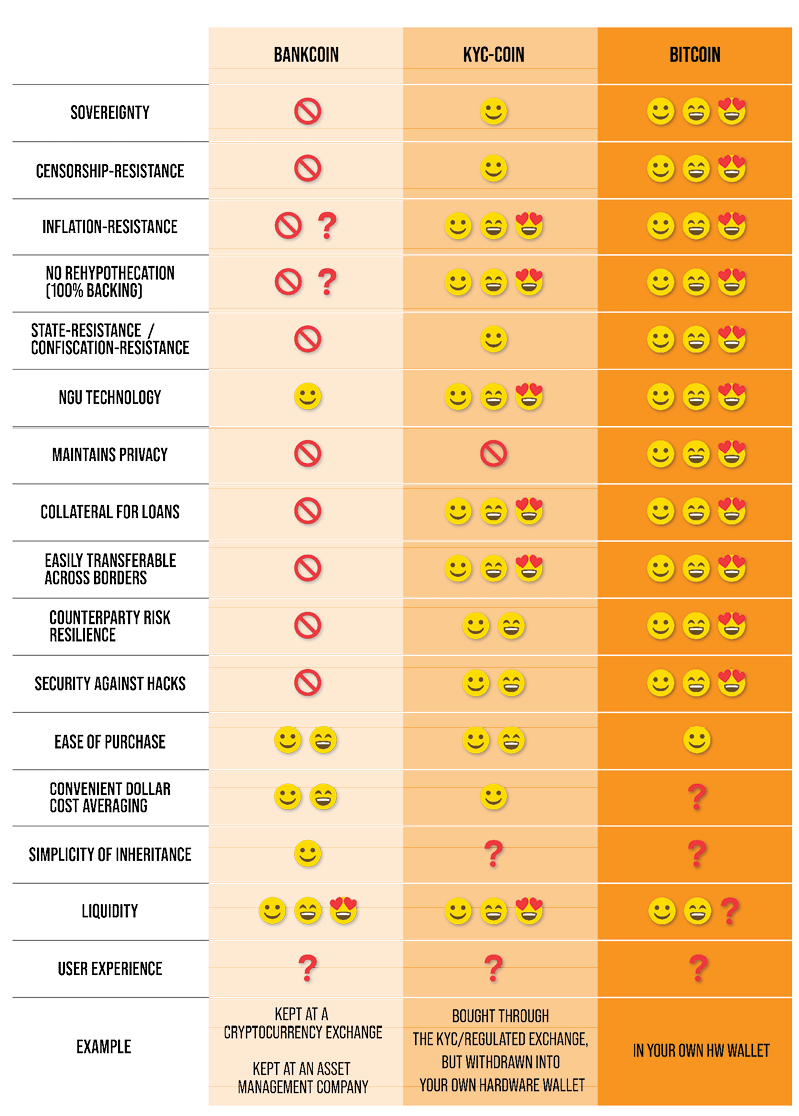 BANKCOIN
KYC-COIN
BITCOIN
SOVEREIGNTY
CENSORSHIP-RESISTANCE
INFLATION-RESISTANCE
?
NO REHYPOTHECATION
(100% BACKING)
?
STATE-RESISTANCE /
CONFISCATION-RESISTANCE
NGU TECHNOLOGY
MAINTAINS PRIVACY
COLLATERAL FOR LOANS
EASILY TRANSFERABLE
ACROSS BORDERS
COUNTERPARTY RISK
RESILIENCE
SECURITY AGAINST HACKS
EASE OF PURCHASE
CONVENIENT DOLLAR
COST AVERAGING
?
SIMPLICITY OF INHERITANCE
?
?
LIQUIDITY
?
USER EXPERIENCE
?
?
?
EXAMPLE
KEPT AT A
CRYPTOCURRENCY EXCHANGE
KEPT AT AN ASSET
MANAGEMENT COMPANY
BOUGHT THROUGH
THE KYC/REGULATED EXCHANGE,
BUT WITHDRAWN INTO
YOUR OWN HARDWARE WALLET
IN YOUR OWN HW WALLET